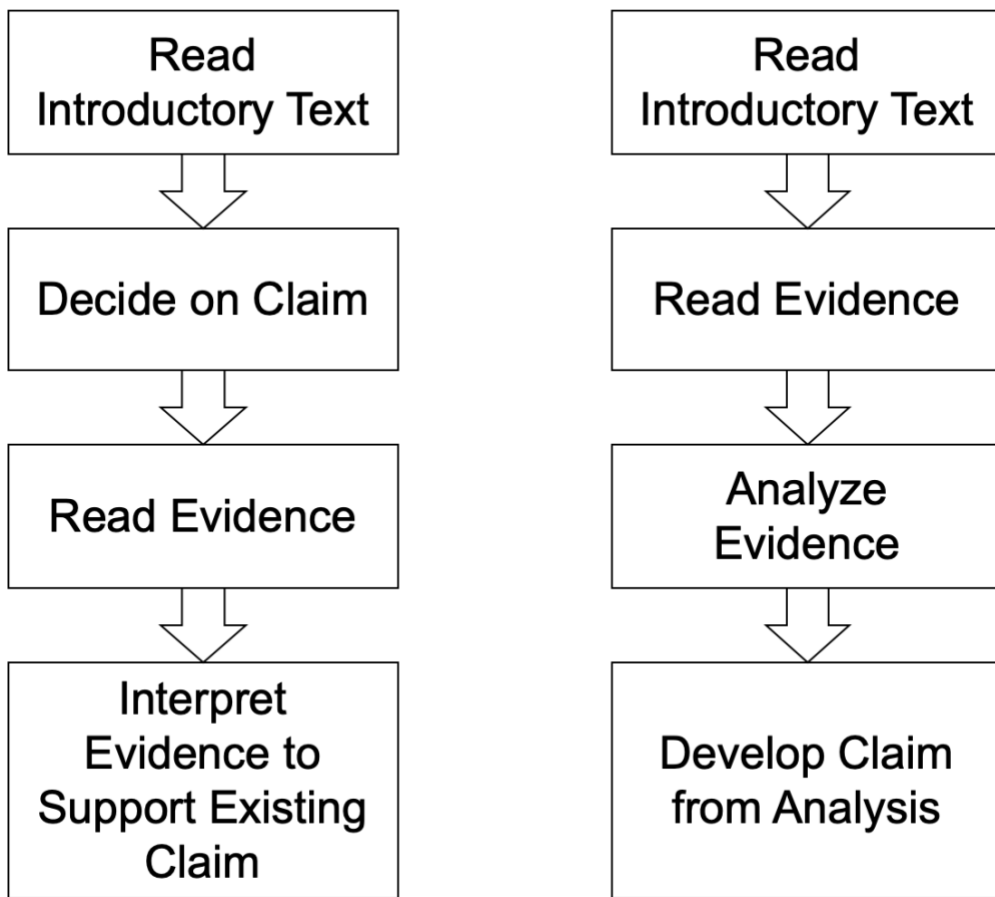 Read
Introductory Text
Decide on Claim
Read Evidence
Interpret
Evidence to
Support Existing
Claim
Read
Introductory Text
Read Evidence
Analyze
Evidence
Develop Claim
from Analysis